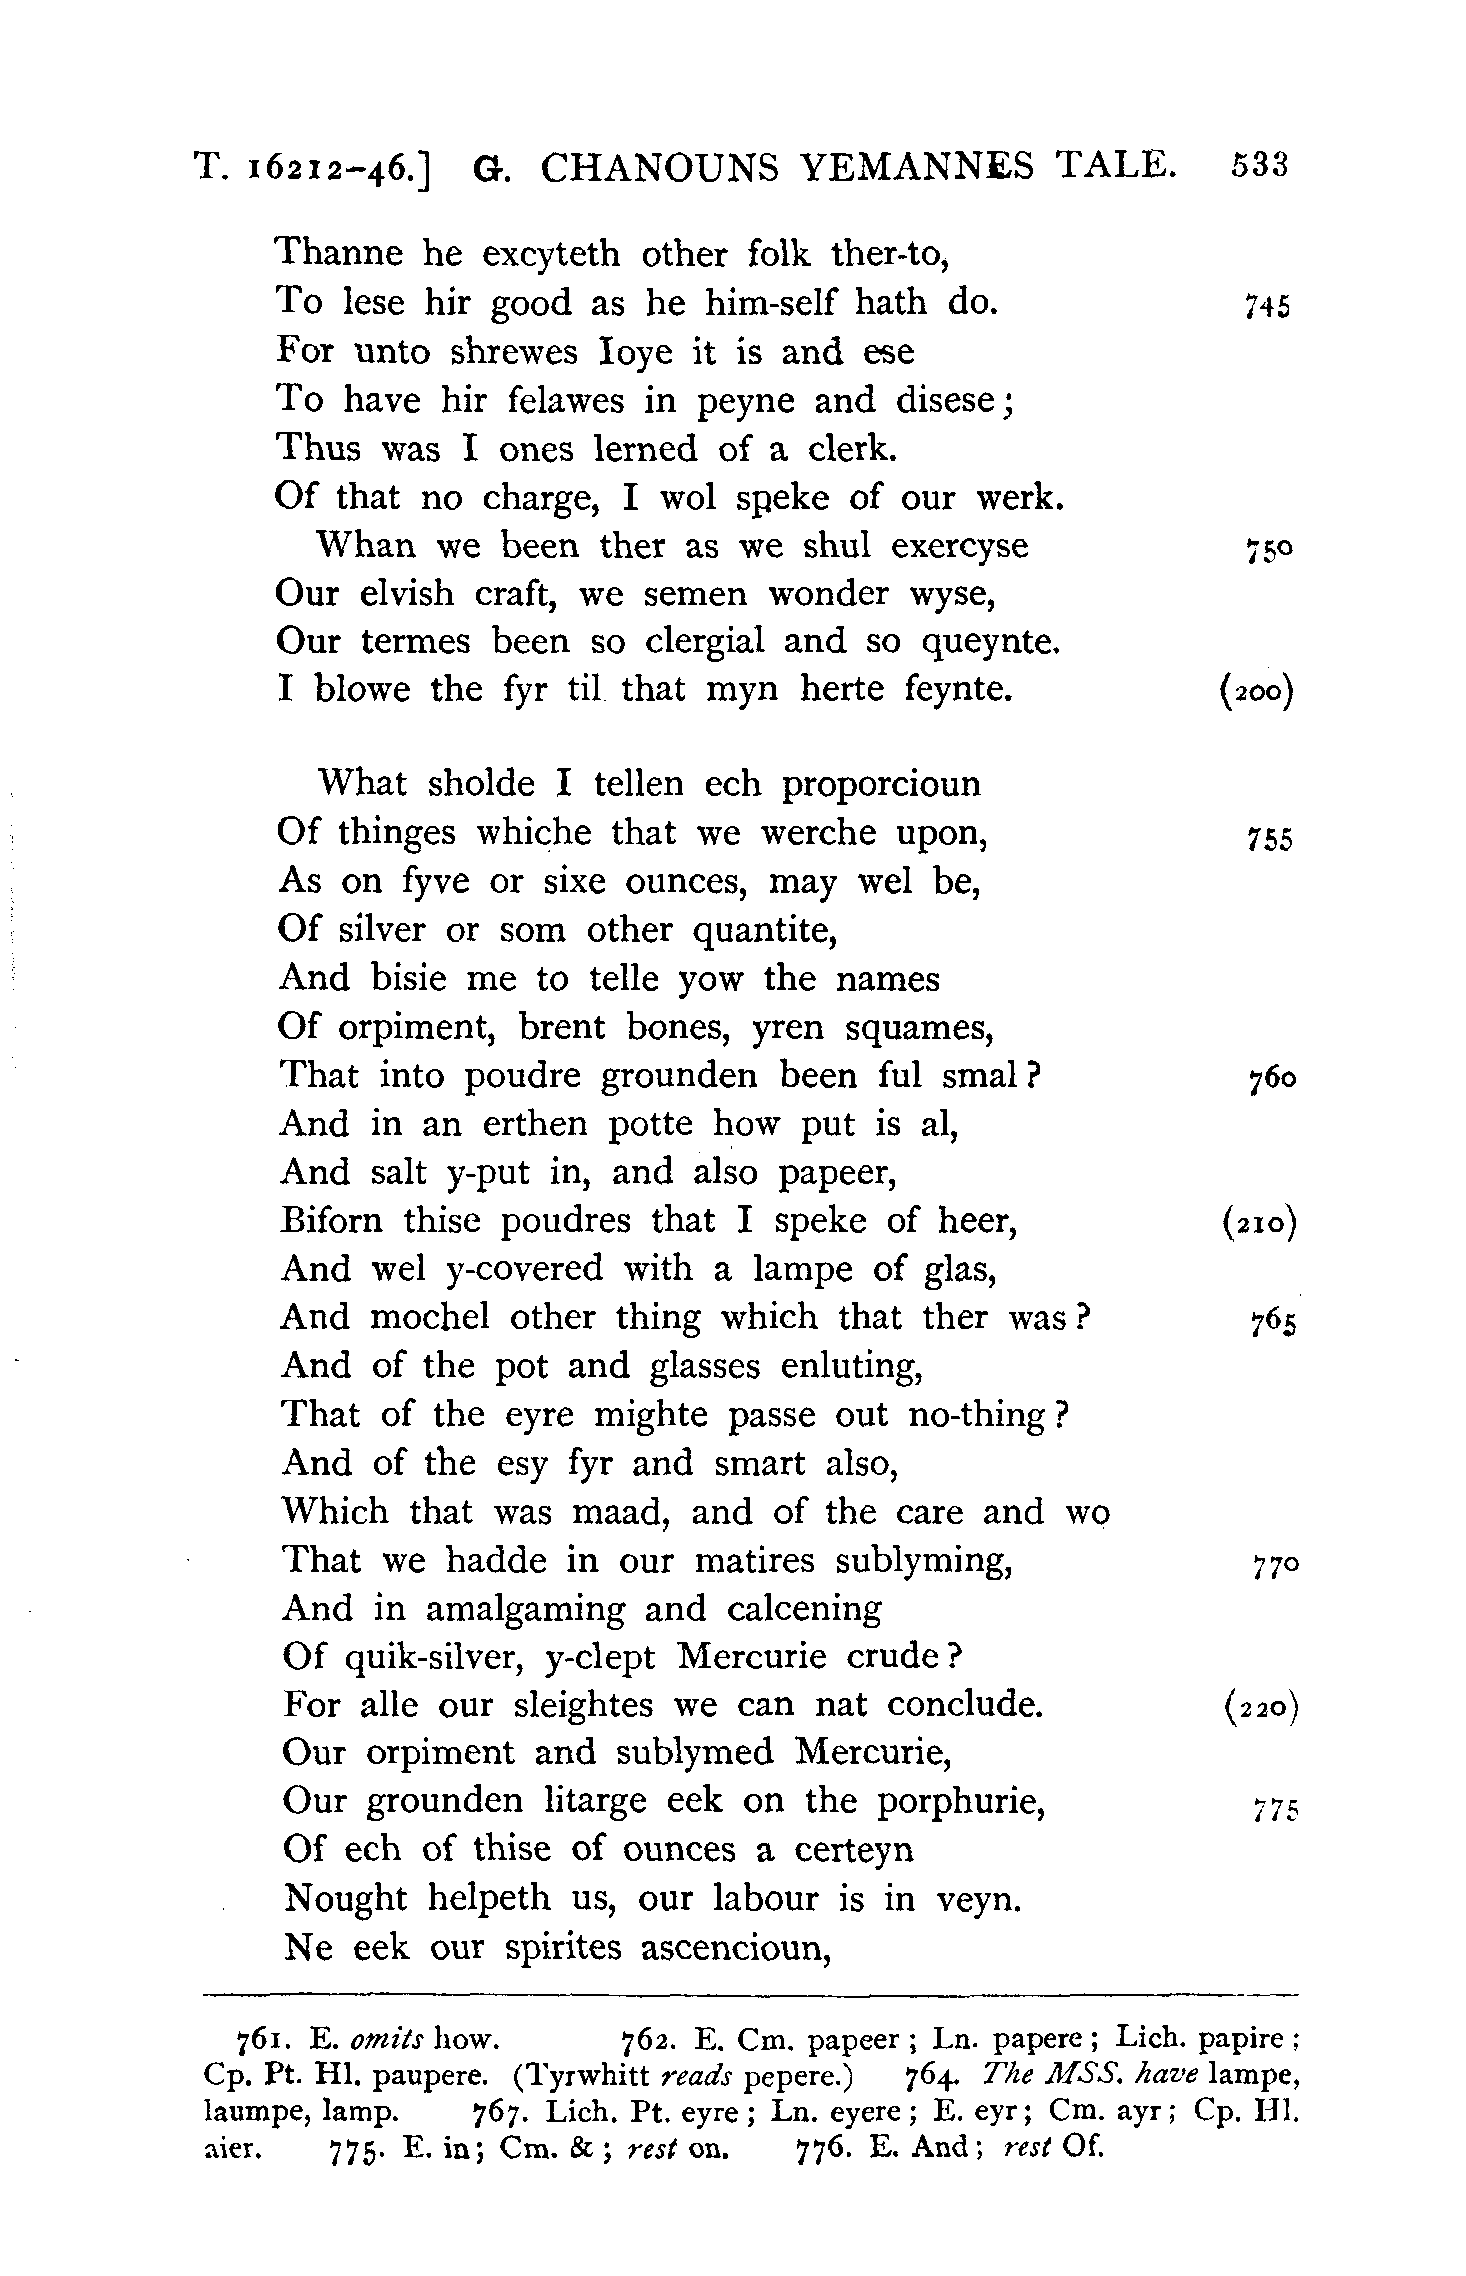 T. 16212-46.] G. CHANOUNS YEMANNES TALE. 533
Thanne he excyteth other folk ther-to,
To lese hir good as he him-self hath do. 745
For unto shrewes Ioye it is and ese
To have hir felawes in peyne and disese;
Thus was I ones lerned of a clerk.
Of that no charge, I wol speke of our werk.
Whan we been ther as we shul exercyse 750
Our elvish craft, we semen wonder wyse,
Our termes been so clergial and so queynte.
I blowe the fyr til that myn herte feynte. (200)
What sholde I tellen ech proporcioun
Of thinges whiche that we werche upon, 755
As on fyve or sixe ounces, may wel be,
Of silver or som other quantite,
And bisie me to telle yow the names
Of orpiment, brent bones, yren squames,
That into poudre grounden been ful smal? 760
And in an erthen potte how put is al,
And salt y-put in, and also papeer,
Biforn thise poudres that I speke of heer, (210)
And wel y-covered with a lampe of glas,
And mochel other thing which that ther was? 765
And of the pot and glasses enluting,
That of the eyre mighte passe out no-thing?
And of the esy fyr and smart also,
Which that was maad, and of the care and wo
That we hadde in our matires sublyming, 770
And in amalgaming and calcening
Of quik-silver, y-clept Mercurie crude?
For alle our sleightes we can nat conclude. (220)
Our orpiment and sublymed Mercurie,
Our grounden litarge eek on the porphurie, 775
Of ech of thise of ounces a certeyn
Nought helpeth us, our labour is in veyn.
Ne eek our spirites ascencioun,
761. E. omits how. 762. E. Cm. papeer; Ln. papere; Lich. papire;
Cp. Pt. Hl. paupere. (Tyrwhitt reads pepere.) 764. The MSS. have lampe,
laumpe, lamp. 767. Lich. Pt. eyre; Ln. eyere; E. eyr; Cm. ayr; Cp. Hl.
aier. 775. E. in; Cm. &; rest on. 776. E. And; rest Of.